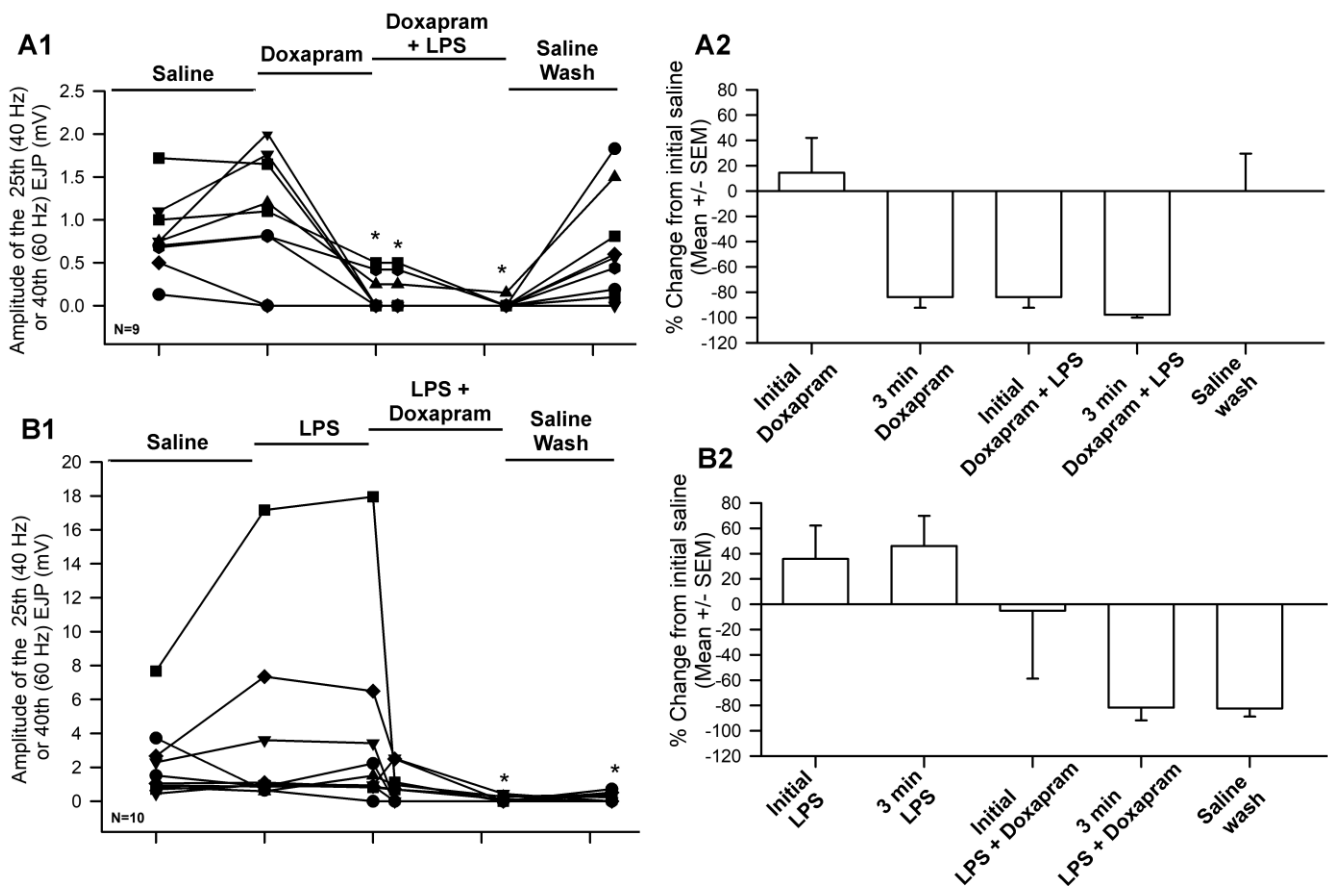 A1
Saline
Doxapram
Doxapram
+ LPS
Saline
Wash
Amplitude of the 25th (40 Hz)
or 40th (60 Hz) EJP (mV)
2.5
2.0
1.5
1.0
0.5
0.0
*
*
*
N=9
A2
% Change from initial saline
(Mean +/- SEM)
80
60
40
20
0
-20
-40
-60
-80
-100
-120
Initial
Doxapram
3 min
Doxapram
Initial
Doxapram + LPS
3 min
Doxapram + LPS
Saline
wash
B1
Saline
LPS
LPS +
Doxapram
Saline
Wash
Amplitude of the 25th (40 Hz)
or 40th (60 Hz) EJP (mV)
20
18
16
14
12
10
8
6
4
2
0
*
*
N=10
B2
% Change from initial saline
(Mean +/- SEM)
80
60
40
20
0
-20
-40
-60
-80
-100
-120
Initial
LPS
3 min
LPS
Initial
LPS + Doxapram
3 min
LPS + Doxapram
Saline
wash